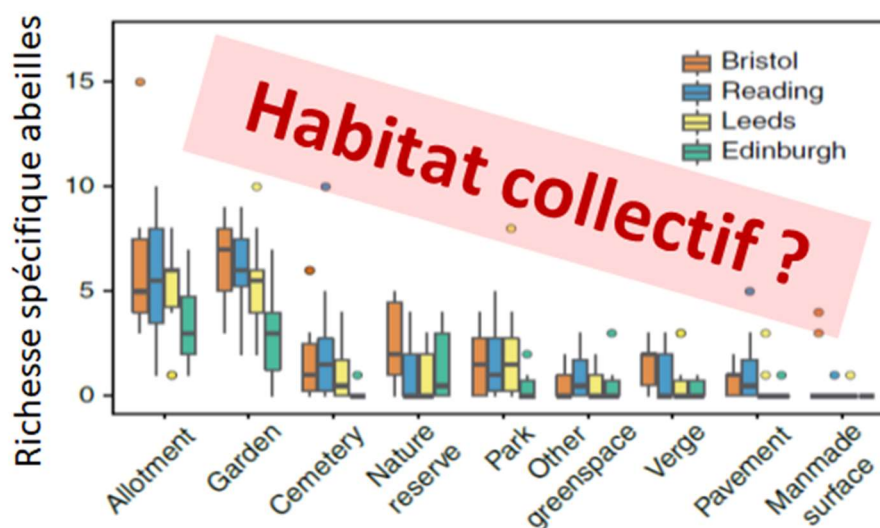 Richesse spécifique abeilles
15
10
5
0
Bristol
Reading
Leeds
Edinburgh
Habitat collectif ?
Allotment
Garden
Cemetery
Nature
reserve
Park
Other
greenspace
Verge
Pavement
Manmade
surface